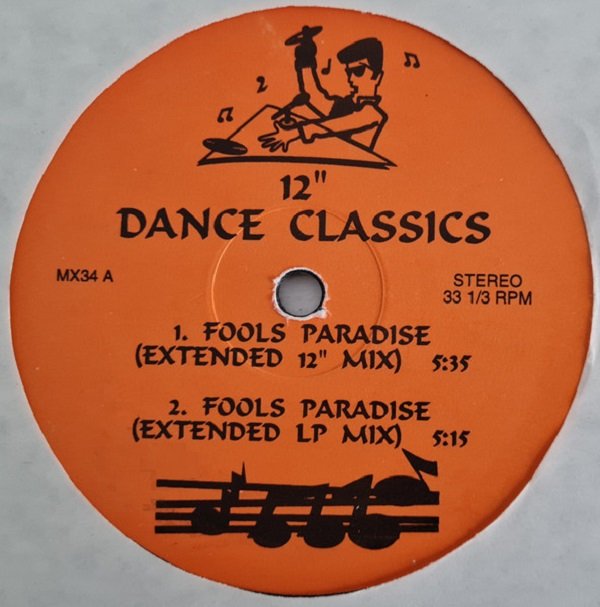 12"
DANCE CLASSICS
MX34 A
STEREO
33 1/3 RPM
1. FOOLS PARADISE
(EXTENDED 12" MIX) 5:35
2. FOOLS PARADISE
(EXTENDED LP MIX) 5:15